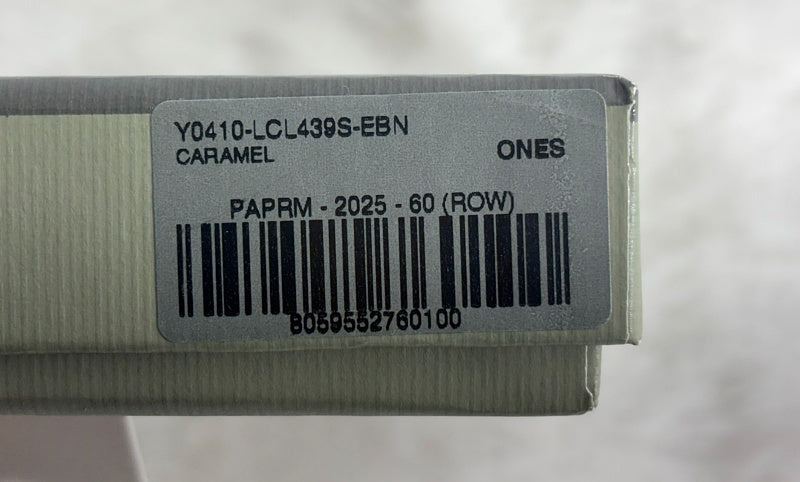 Y0410-LCL439S-EBN
CARAMEL ONES
PAPRM - 2025 - 60 (ROW)
8059552760100